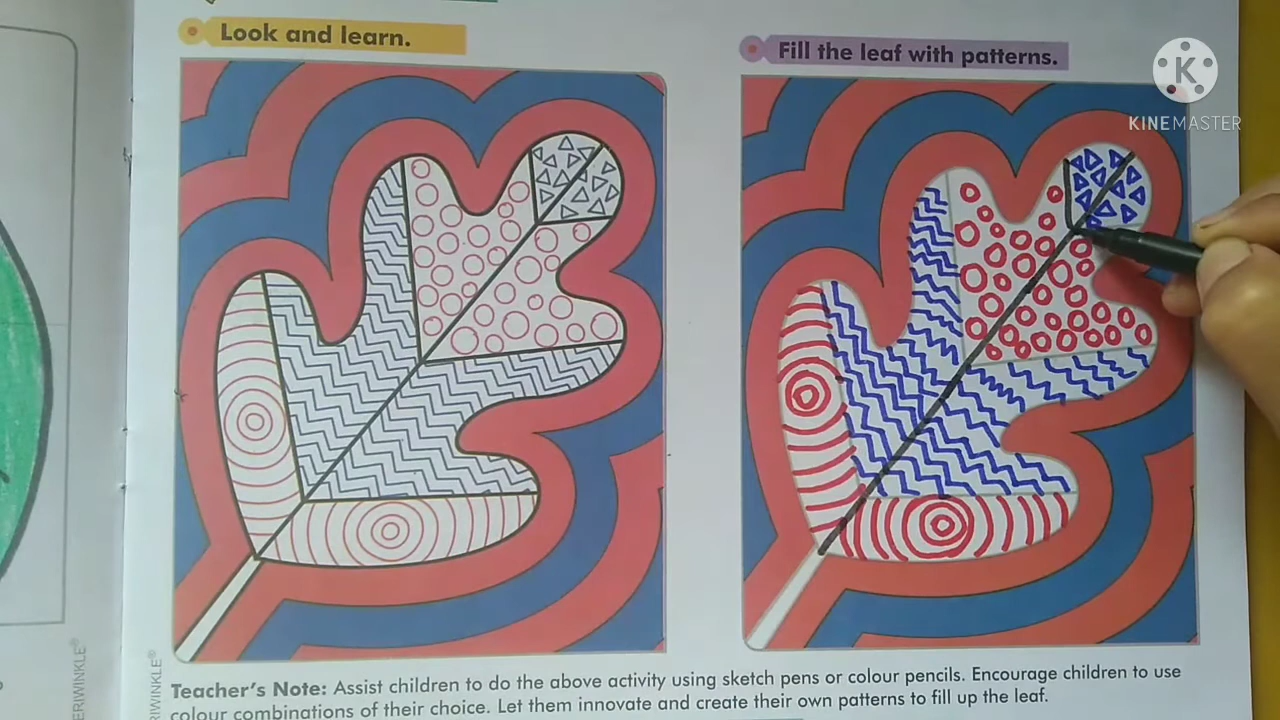 Look and learn.
Fill the leaf with patterns.
K
KINEMASTER
Teacher's Note: Assist children to do the above activity using sketch pens or colour pencils. Encourage children to use
colour combinations of their choice. Let them innovate and create their own patterns to fill up the leaf.